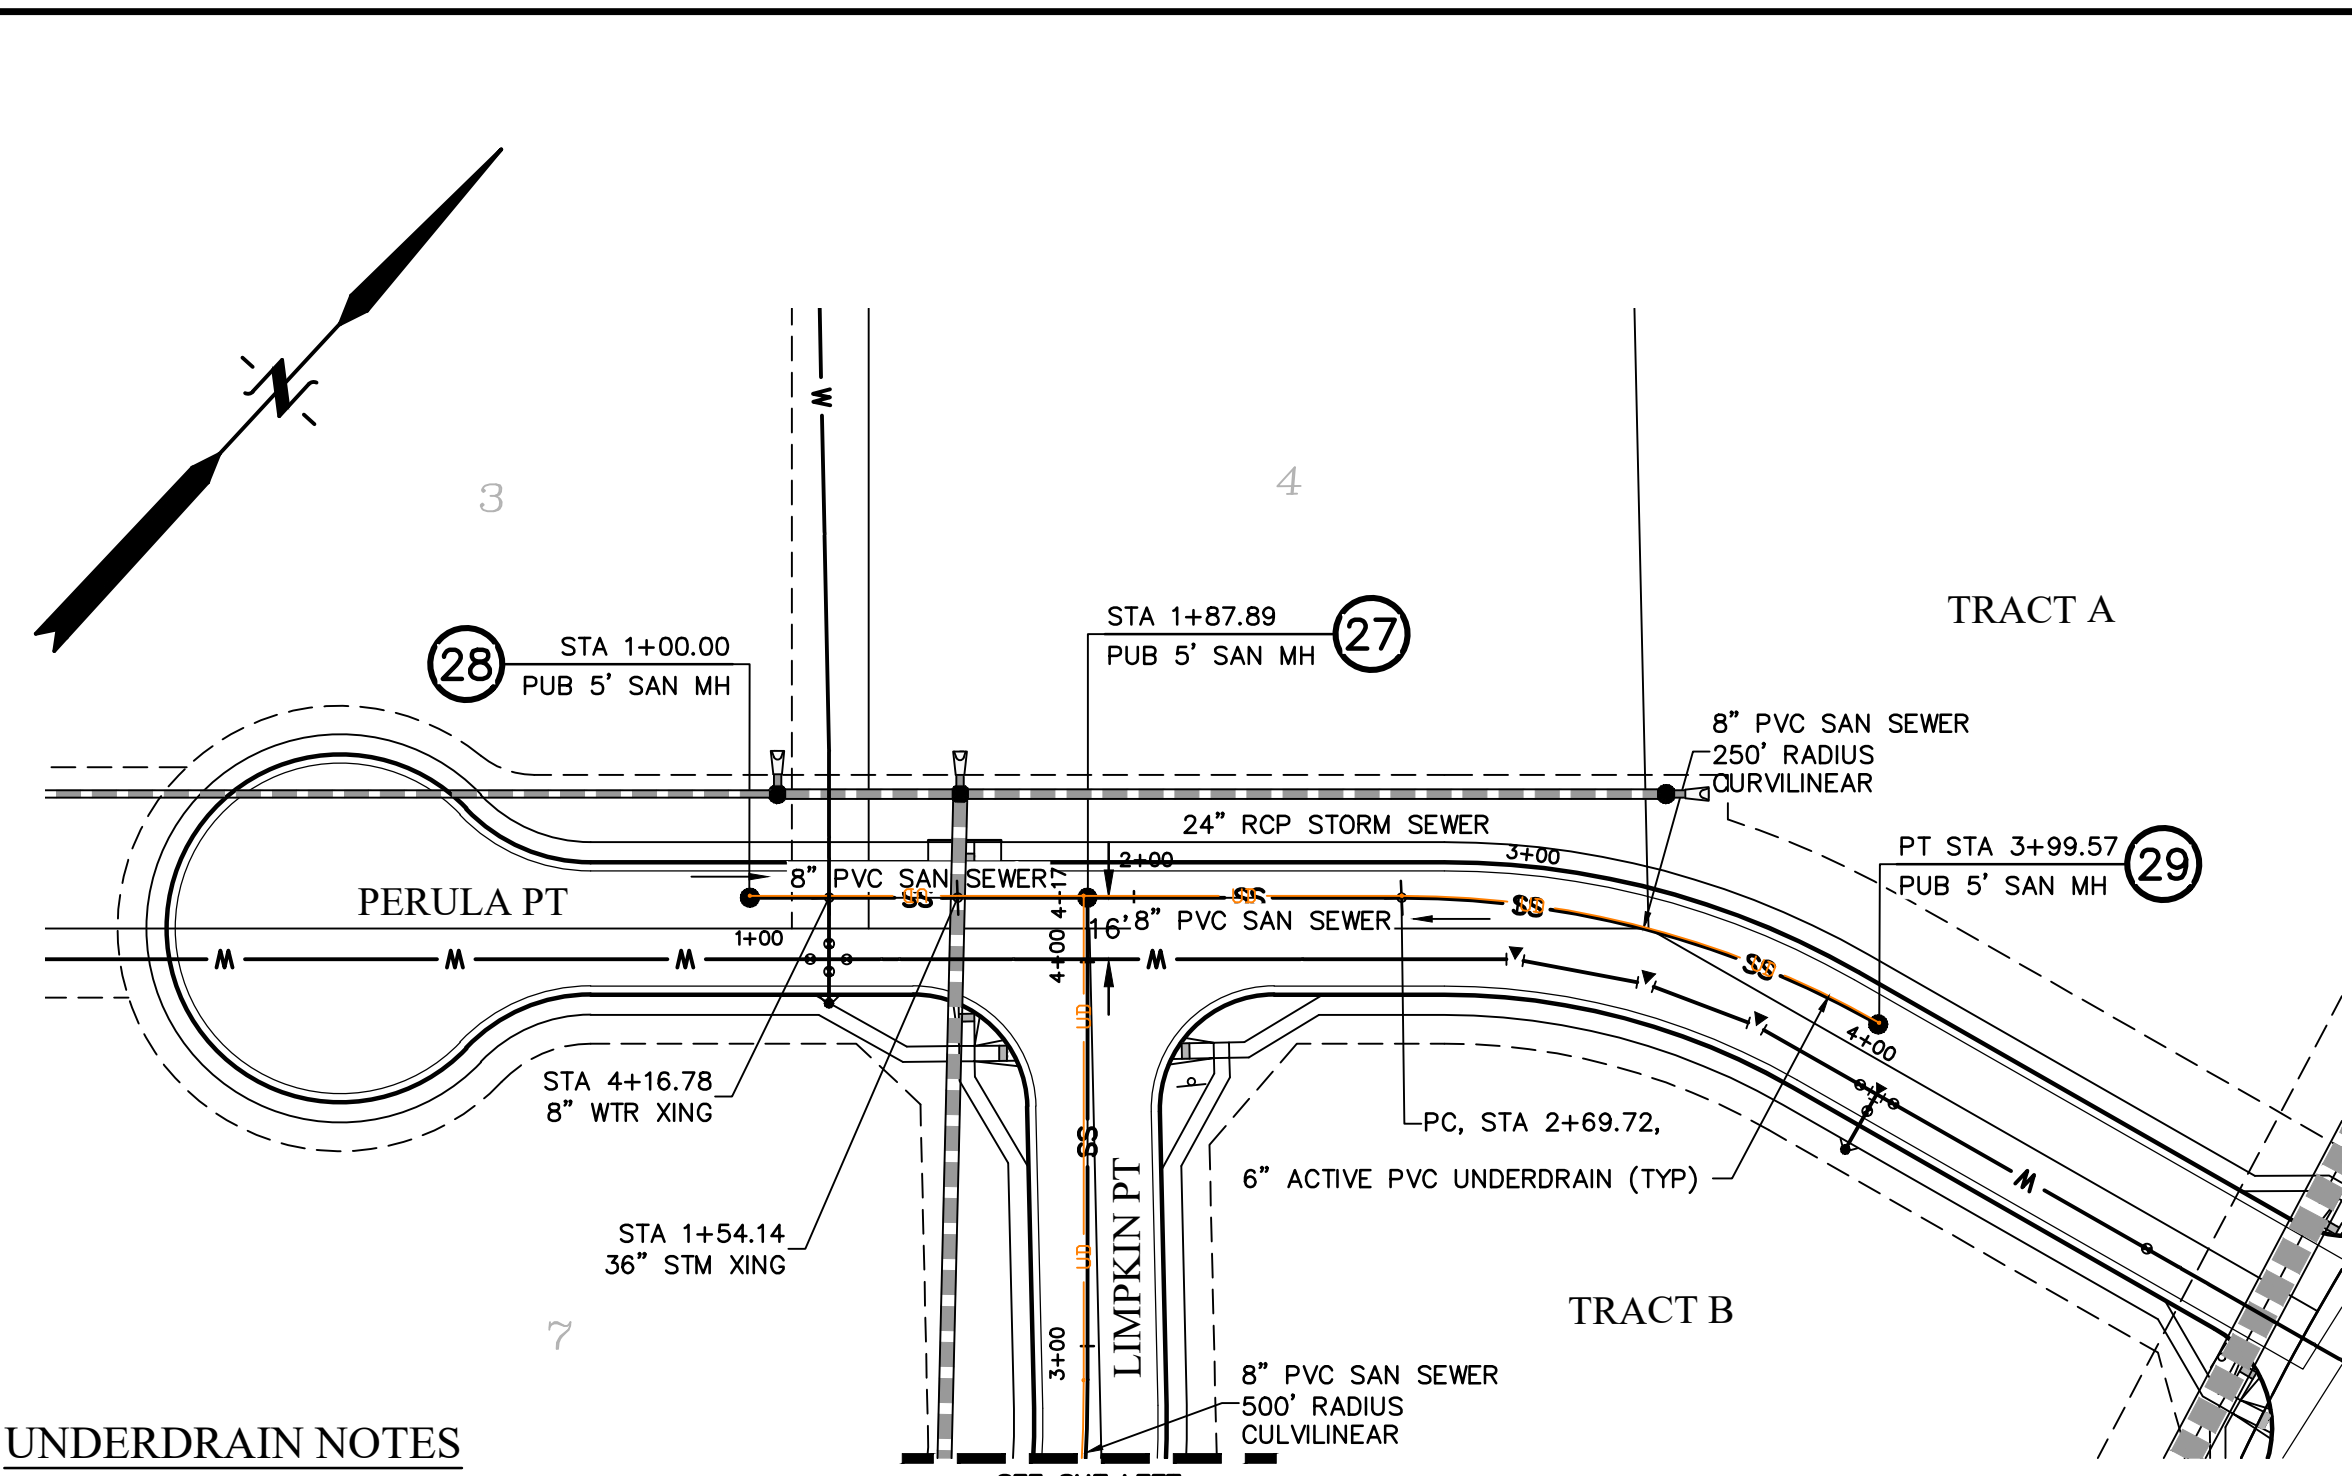 N
W
3
4
TRACT A
STA 1+87.89
PUB 5' SAN MH
27
28
STA 1+00.00
PUB 5' SAN MH
8" PVC SAN SEWER
250' RADIUS
CURVILINEAR
24" RCP STORM SEWER
PT STA 3+99.57
PUB 5' SAN MH
29
2+00
3+00
8" PVC SAN SEWER
4+17
PERULA PT
SS
UD
SS
UD
SS
UD
16'
8" PVC SAN SEWER
1+00
4+00
W
W
W
W
SS
UD
UD
4+00
STA 4+16.78
8" WTR XING
PC, STA 2+69.72,
SS
6" ACTIVE PVC UNDERDRAIN (TYP)
W
STA 1+54.14
36" STM XING
UD
LIMPKIN PT
TRACT B
7
3+00
8" PVC SAN SEWER
500' RADIUS
CULVILINEAR
UNDERDRAIN NOTES